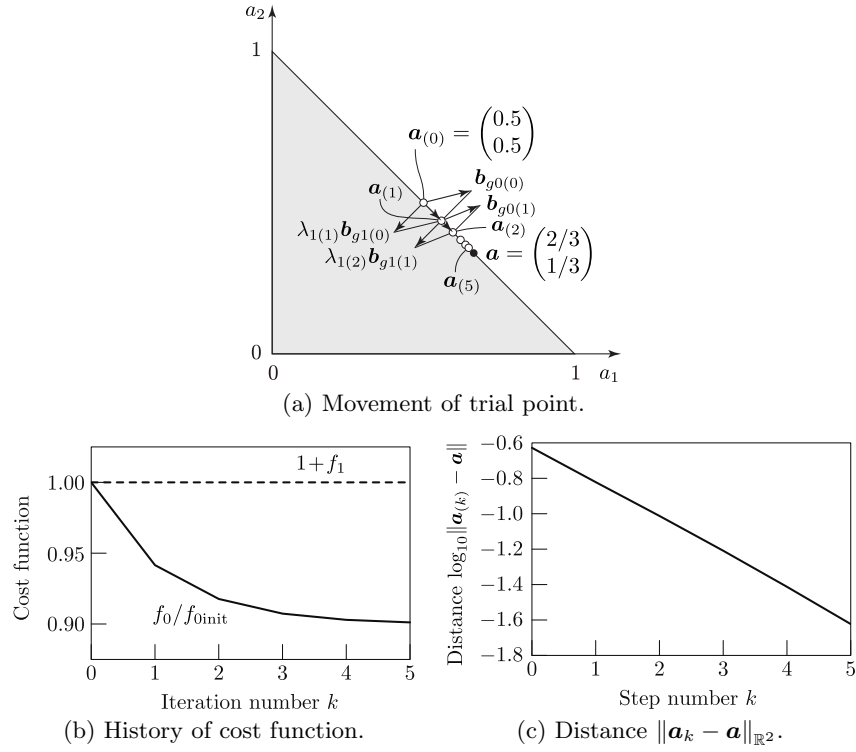 a₂
1
a₍₀₎ = (0.5
0.5)
b_g0(0)
a₍₁₎
b_g0(1)
λ₁₍₁₎b_g1(0)
a₍₂₎
λ₁₍₂₎b_g1(1)
a = (2/3
1/3)
a₍₅₎
0
0 1 a₁
(a) Movement of trial point.
1+f₁
1.00
0.95
0.90
f₀/f₀init
Cost function
0 1 2 3 4 5
Iteration number k
(b) History of cost function.
−0.6
−0.8
−1.0
−1.2
−1.4
−1.6
−1.8
Distance log₁₀‖a₍ₖ₎ − a‖
0 1 2 3 4 5
Step number k
(c) Distance ‖aₖ − a‖_ℝ².